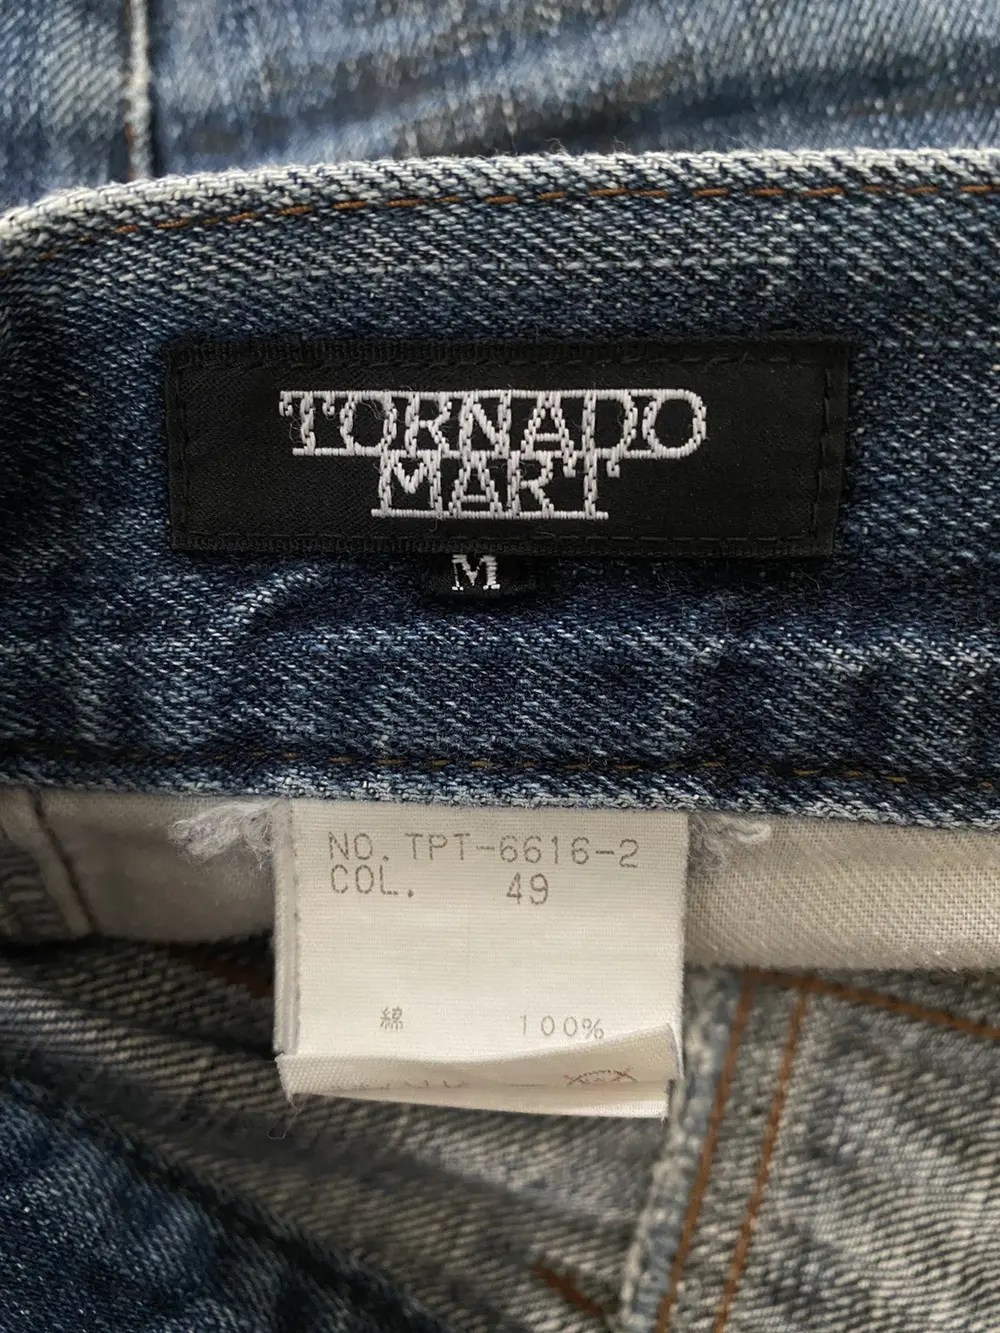 TORNADO
MART
M
NO. TPT-6616-2
COL. 49
綿 100%